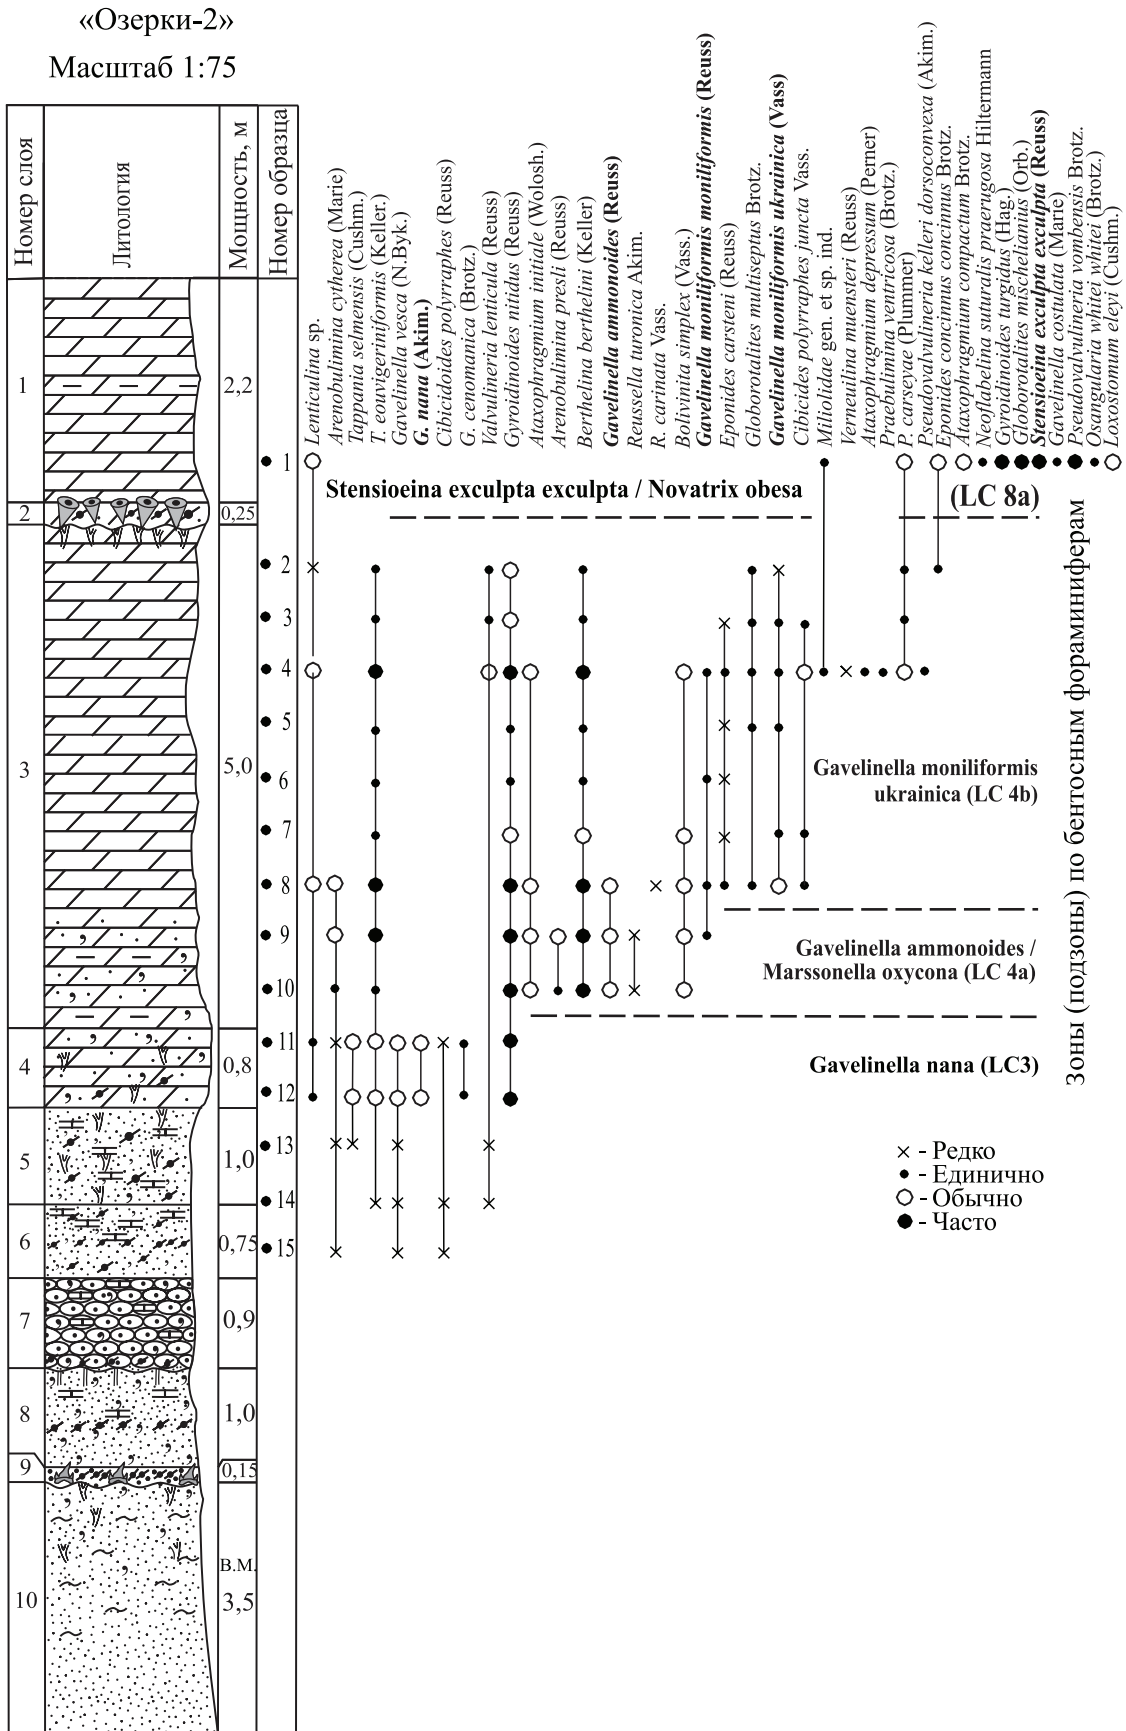 «Озерки-2»
Масштаб 1:75
Номер слоя
Литология
Мощность, м
Номер образца
Lenticulina sp.
Arenobulimina cytherea (Marie)
Tappania selmensis (Cushm.)
T. eouvigeriniformis (Keller.)
Gavelinella vesca (N.Byk.)
G. nana (Akim.)
Cibicidoides polyrraphes (Reuss)
G. cenomanica (Brotz.)
Valvulineria lenticula (Reuss)
Gyroidinoides nitidus (Reuss)
Ataxophragmium initiale (Wolosh.)
Arenobulimina presli (Reuss)
Berthelina berthelini (Keller)
Gavelinella ammonoides (Reuss)
Reussella turonica Akim.
R. carinata Vass.
Bolivinita simplex (Vass.)
Gavelinella moniliformis moniliformis (Reuss)
Eponides carsteni (Reuss)
Globorotalites multiseptus Brotz.
Gavelinella moniliformis ukrainica (Vass)
Cibicides polyrraphes juncta Vass.
Miliolidae gen. et sp. ind.
Verneuilina muensteri (Reuss)
Ataxophragmium depressum (Perner)
Praebulimina ventricosa (Brotz.)
P. carseyae (Plummer)
Pseudovalvulineria kelleri dorsoconvexa (Akim.)
Eponides concinnus Brotz.
Ataxophragmium compactum Brotz.
Neoflabelina suturalis praerugosa Hiltermann
Gyroidinoides turgidus (Hag.)
Globorotalites mischelianius (Orb.)
Stensioeina exculpta exculpta (Reuss)
Gavelinella costulata (Marie)
Pseudovalvulineria vombensis Brotz.
Osangularia whitei whitei (Brotz.)
Loxostomum eleyi (Cushm.)
1
2,2
1
Stensioeina exculpta exculpta / Novatrix obesa
(LC 8a)
2
0,25
2
3
4
5
3
5,0
6
7
8
9
10
Gavelinella moniliformis
ukrainica (LC 4b)
Gavelinella ammonoides /
Marssonella oxycona (LC 4a)
Зоны (подзоны) по бентосным фораминиферам
4
0,8
11
12
Gavelinella nana (LC3)
5
1,0
13
14
6
0,75
15
7
0,9
8
1,0
9
0,15
10
В.М.
3,5
× - Редко
● - Единично
○ - Обычно
● - Часто